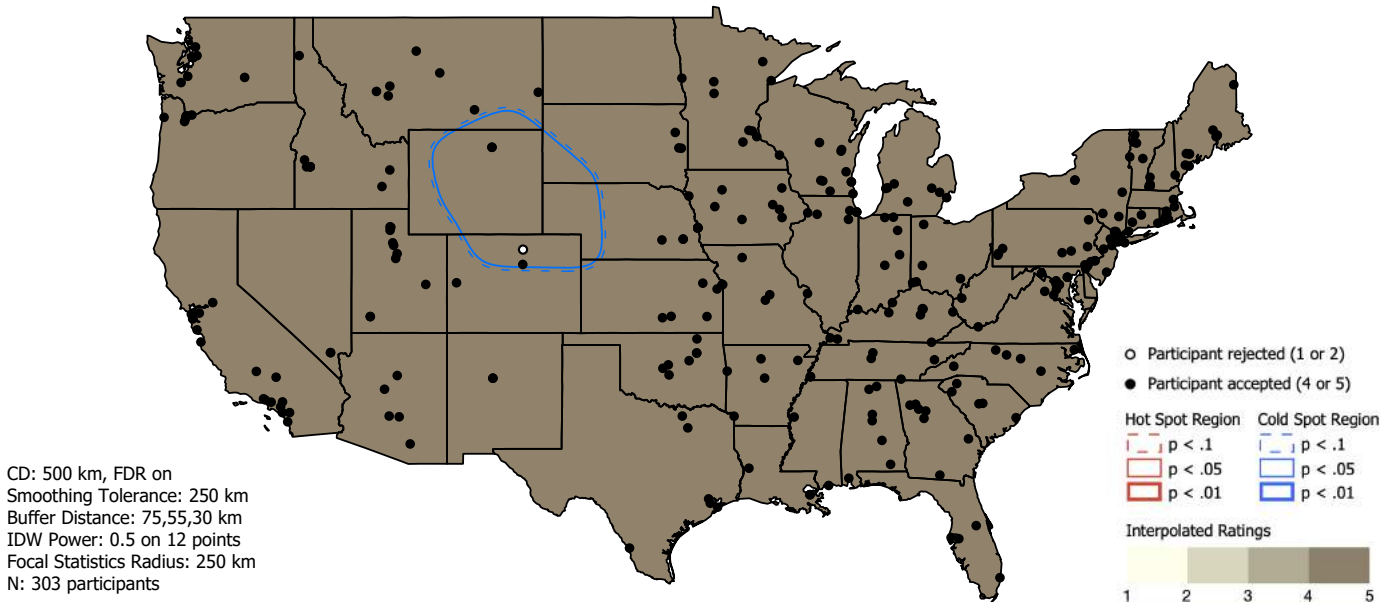 Participant rejected (1 or 2)
Participant accepted (4 or 5)
Hot Spot Region Cold Spot Region
p < .1 p < .1
p < .05 p < .05
p < .01 p < .01
Interpolated Ratings
1 2 3 4 5
CD: 500 km, FDR on
Smoothing Tolerance: 250 km
Buffer Distance: 75,55,30 km
IDW Power: 0.5 on 12 points
Focal Statistics Radius: 250 km
N: 303 participants